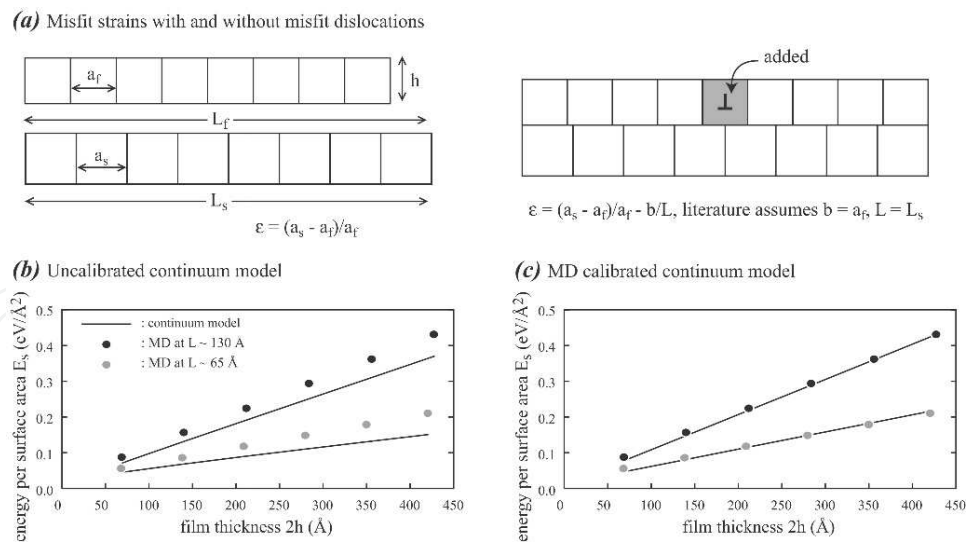 (a) Misfit strains with and without misfit dislocations
a_f
h
L_f
a_s
L_s
ε = (a_s - a_f)/a_f
added
⊥
ε = (a_s - a_f)/a_f - b/L, literature assumes b = a_f, L = L_s
(b) Uncalibrated continuum model
energy per surface area E_s (eV/Å²)
0.5
0.4
0.3
0.2
0.1
0.0
: continuum model
: MD at L ~ 130 Å
: MD at L ~ 65 Å
0 50 100 150 200 250 300 350 400 450
film thickness 2h (Å)
(c) MD calibrated continuum model
energy per surface area E_s (eV/Å²)
0.5
0.4
0.3
0.2
0.1
0.0
0 50 100 150 200 250 300 350 400 450
film thickness 2h (Å)